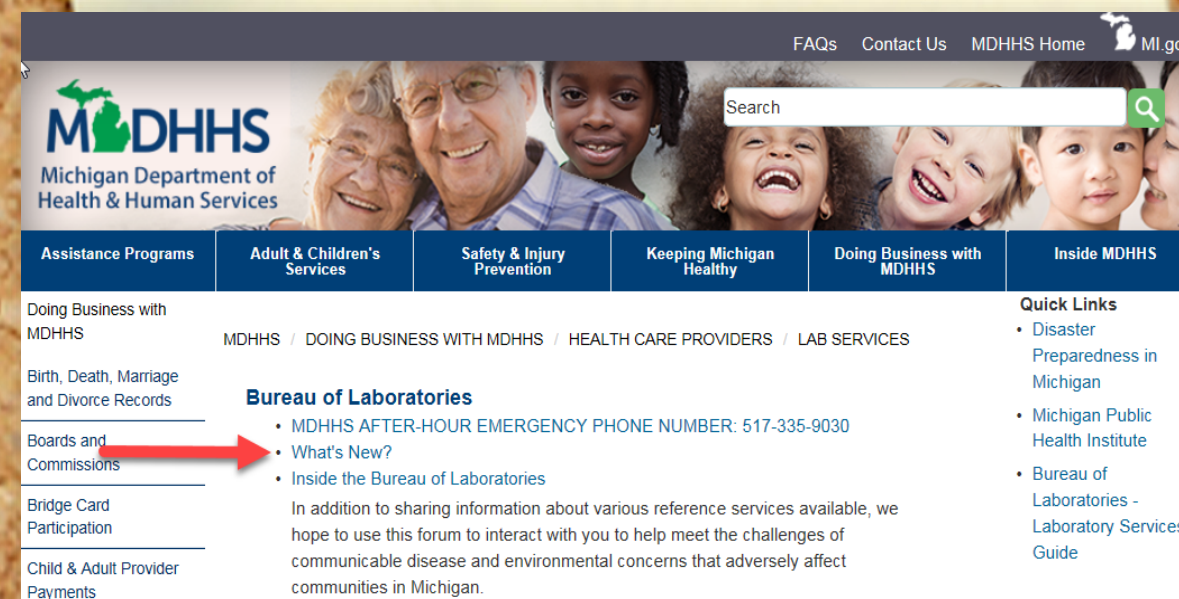 FAQs Contact Us MDHHS Home MI.go
MDHHS
Michigan Department of
Health & Human Services
Search
Assistance Programs
Adult & Children's
Services
Safety & Injury
Prevention
Keeping Michigan
Healthy
Doing Business with
MDHHS
Inside MDHHS
Doing Business with
MDHHS
Birth, Death, Marriage
and Divorce Records
Boards and
Commissions
Bridge Card
Participation
Child & Adult Provider
Payments
MDHHS / DOING BUSINESS WITH MDHHS / HEALTH CARE PROVIDERS / LAB SERVICES
Bureau of Laboratories
• MDHHS AFTER-HOUR EMERGENCY PHONE NUMBER: 517-335-9030
• What's New?
• Inside the Bureau of Laboratories
In addition to sharing information about various reference services available, we
hope to use this forum to interact with you to help meet the challenges of
communicable disease and environmental concerns that adversely affect
communities in Michigan.
Quick Links
• Disaster
Preparedness in
Michigan
• Michigan Public
Health Institute
• Bureau of
Laboratories -
Laboratory Services
Guide